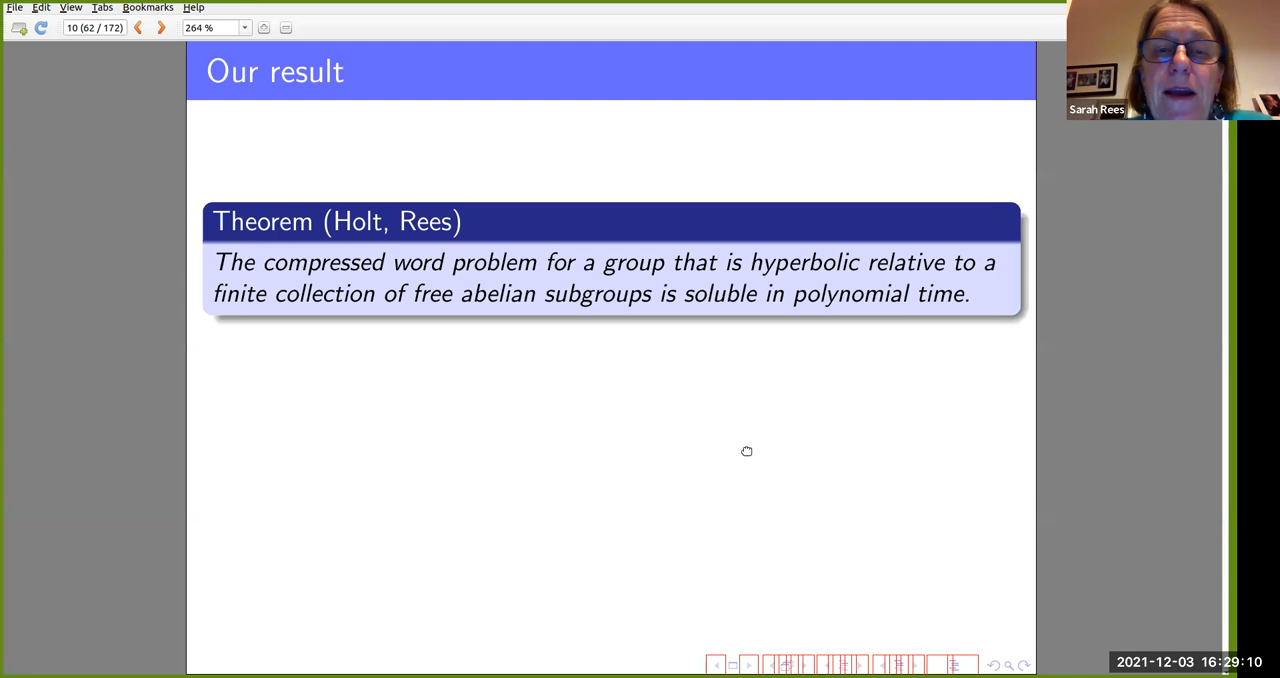 File Edit View Tabs Bookmarks Help
10 (62 / 172) 264 %
Our result
Sarah Rees
Theorem (Holt, Rees)
The compressed word problem for a group that is hyperbolic relative to a
finite collection of free abelian subgroups is soluble in polynomial time.
2021-12-03 16:29:10